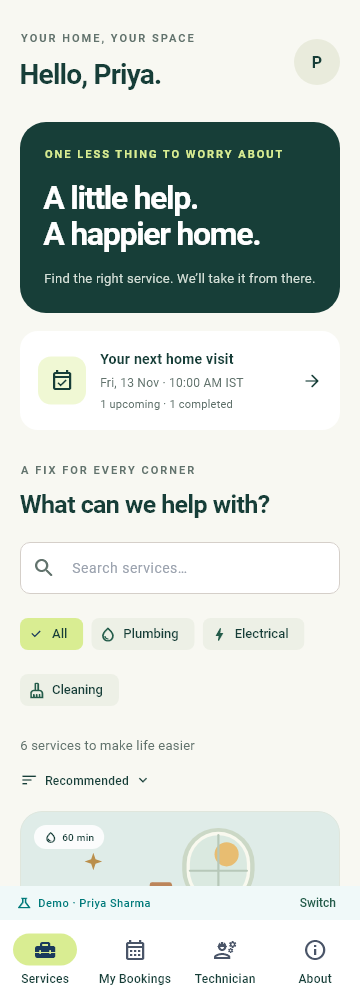 YOUR HOME, YOUR SPACE
Hello, Priya.
P
ONE LESS THING TO WORRY ABOUT
A little help.
A happier home.
Find the right service. We'll take it from there.
Your next home visit
Fri, 13 Nov · 10:00 AM IST
1 upcoming · 1 completed
A FIX FOR EVERY CORNER
What can we help with?
Search services…
All
Plumbing
Electrical
Cleaning
6 services to make life easier
Recommended
60 min
Demo · Priya Sharma
Switch
Services
My Bookings
Technician
About